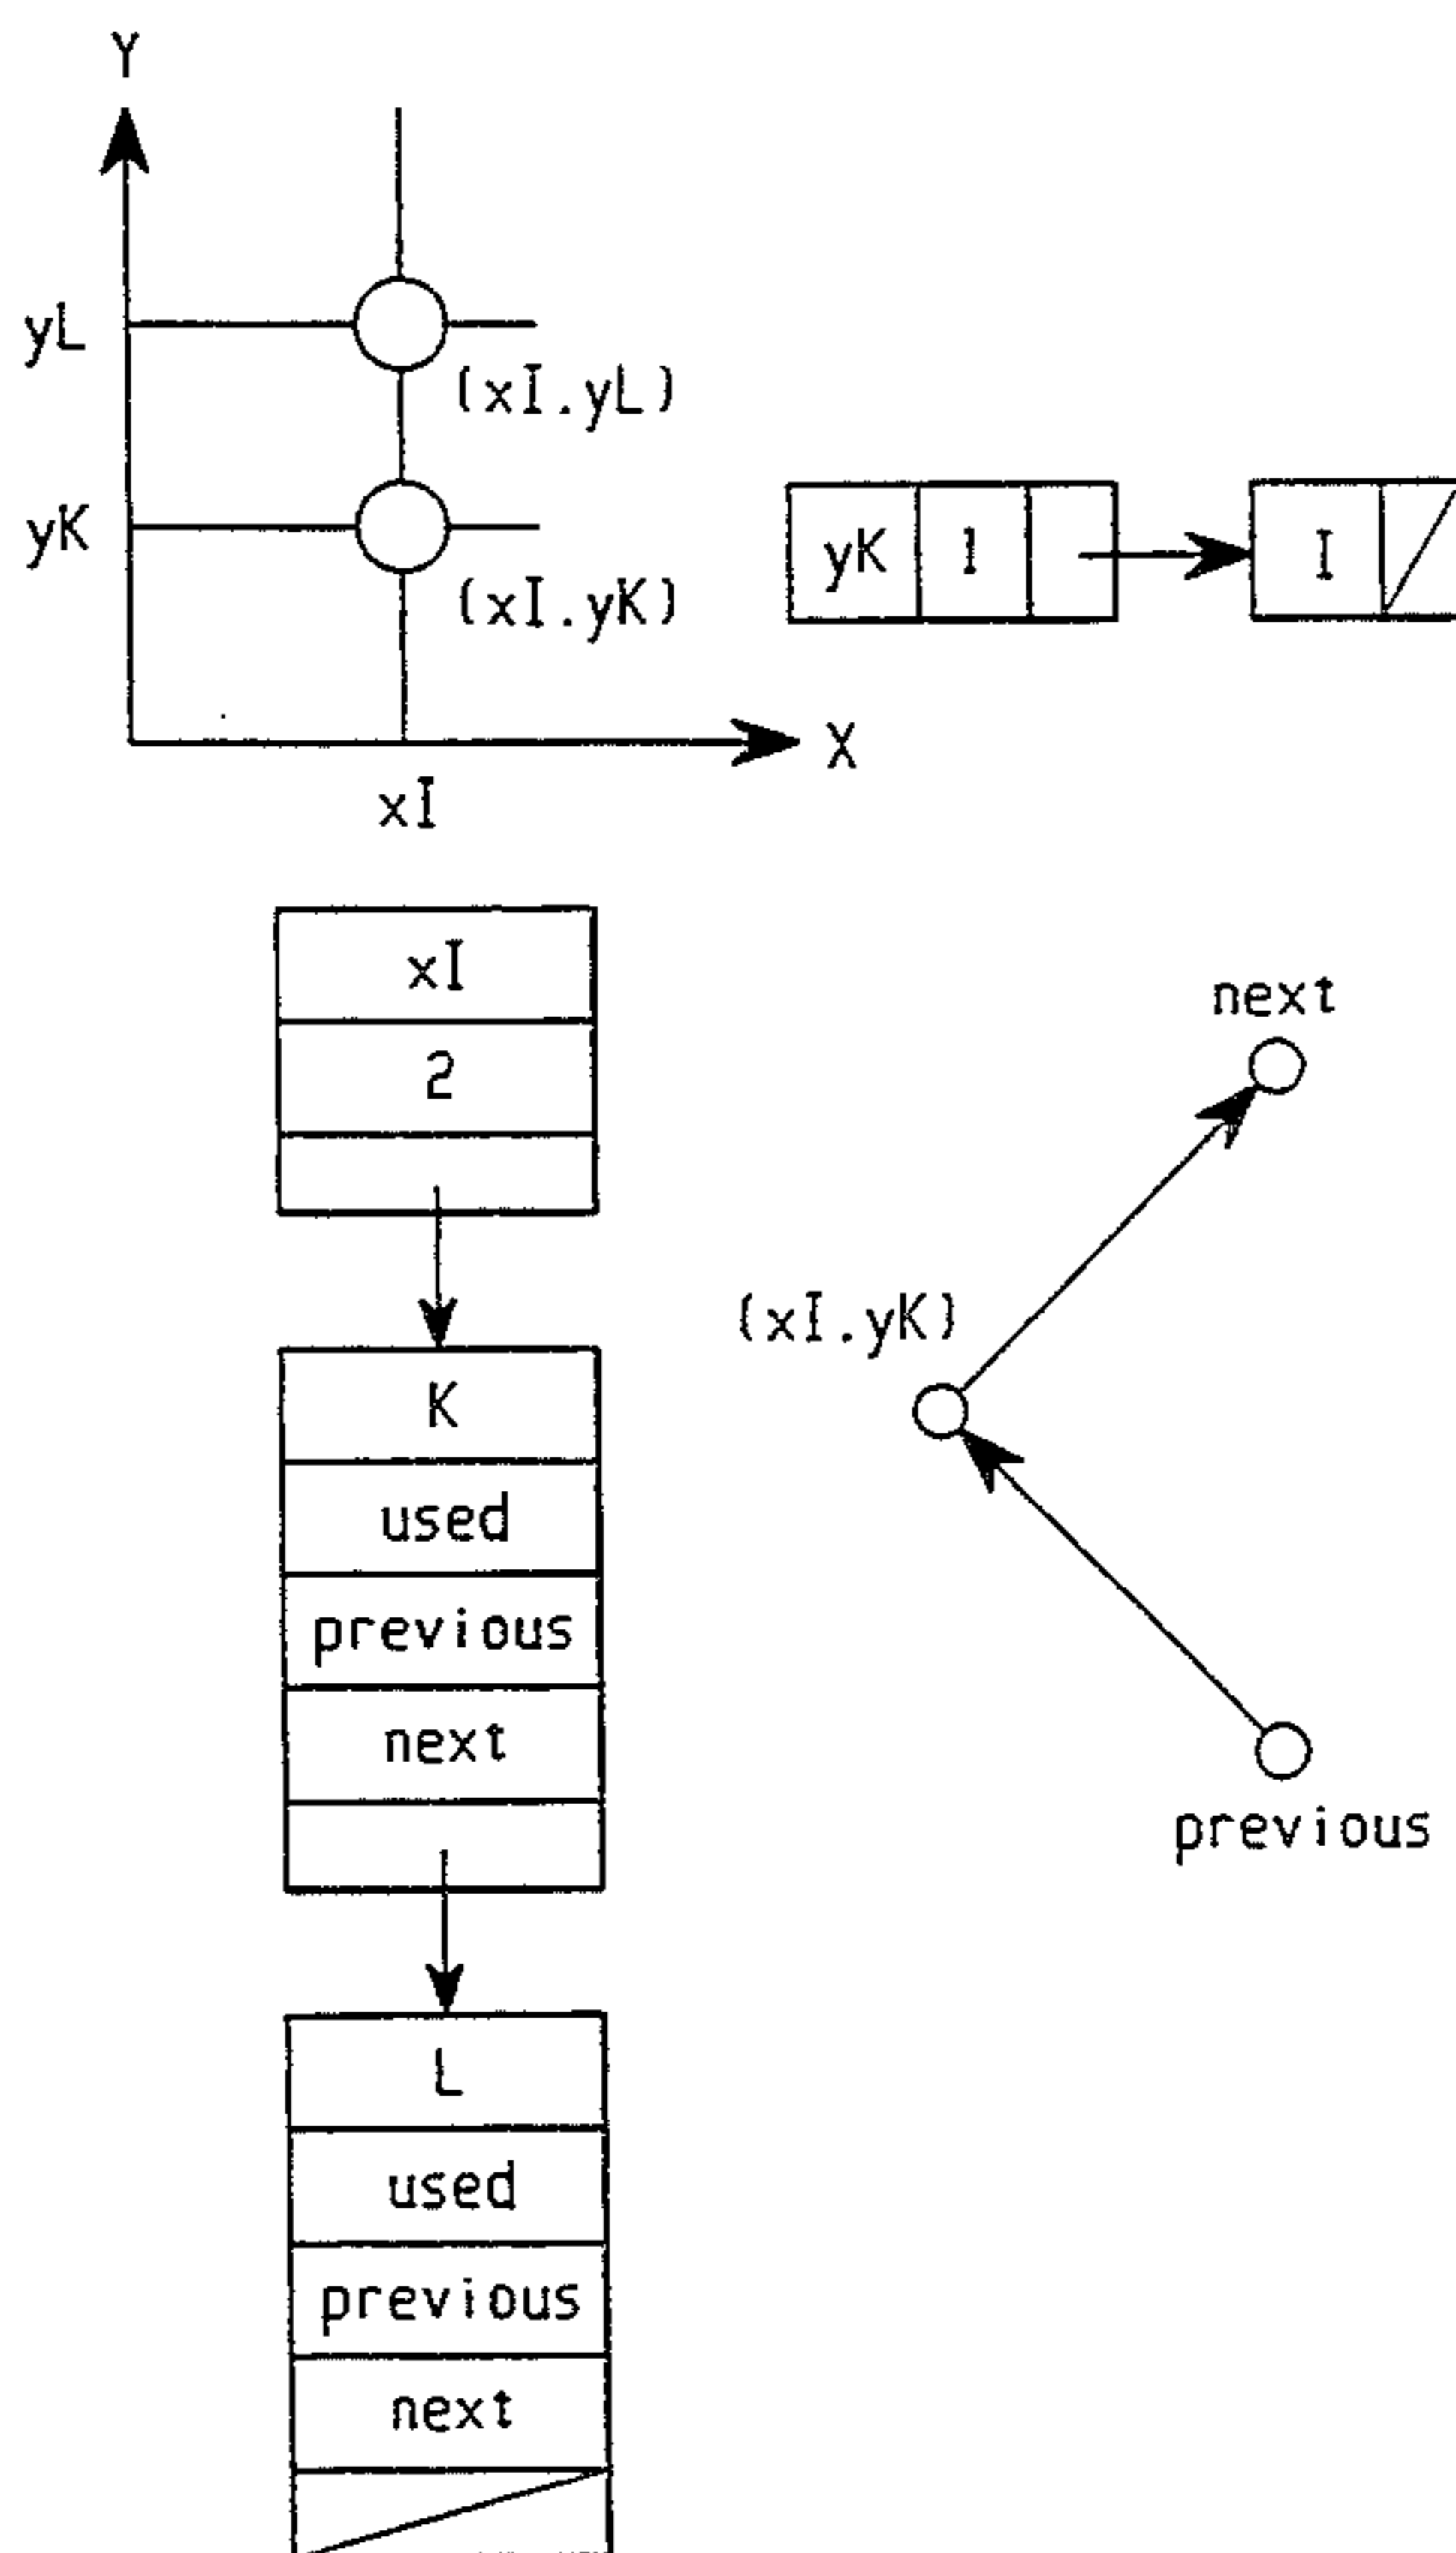 Y
yL
(xI.yL)
yK
(xI.yK)
yK 1 I
X
xI
xI
2
next
(xI.yK)
K
used
previous
next
previous
L
used
previous
next